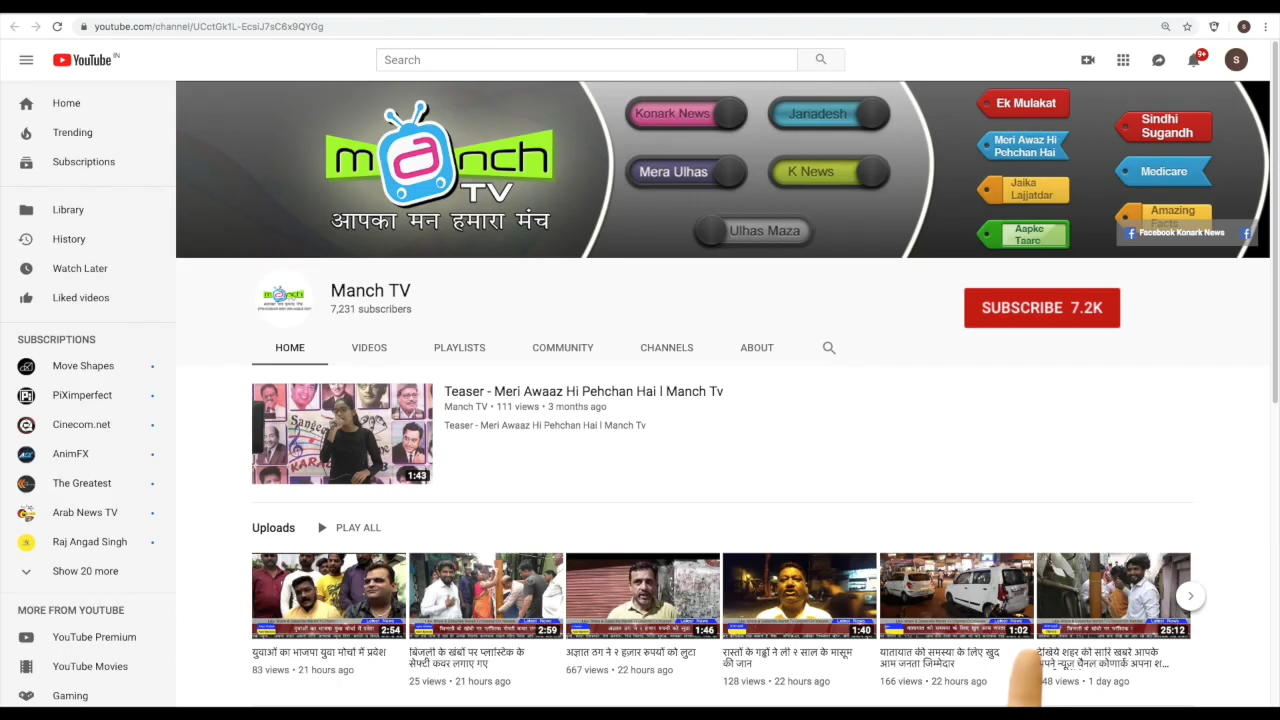 youtube.com/channel/UCctGk1L-EcsiJ7sC6x9QYGg
YouTube IN
Search
9+
S
Home
Trending
Subscriptions
Library
History
Watch Later
Liked videos
SUBSCRIPTIONS
Move Shapes
PiXimperfect
Cinecom.net
AnimFX
The Greatest
Arab News TV
Raj Angad Singh
Show 20 more
MORE FROM YOUTUBE
YouTube Premium
YouTube Movies
Gaming
manch
TV
आपका मन हमारा मंच
Konark News
Janadesh
Mera Ulhas
K News
Ulhas Maza
Ek Mulakat
Meri Awaz Hi
Pehchan Hai
Jaika
Lajjatdar
Aapke
Taare
Sindhi
Sugandh
Medicare
Amazing
Facts
Facebook Konark News
Manch TV
7,231 subscribers
SUBSCRIBE 7.2K
HOME
VIDEOS
PLAYLISTS
COMMUNITY
CHANNELS
ABOUT
1:43
Teaser - Meri Awaaz Hi Pehchan Hai l Manch Tv
Manch TV • 111 views • 3 months ago
Teaser - Meri Awaaz Hi Pehchan Hai l Manch Tv
Uploads
PLAY ALL
2:54
युवाओं का भाजपा युवा मोर्चा में प्रवेश
83 views • 21 hours ago
2:59
बिजली के खंबों पर प्लास्टिक के
सेफ्टी कवर लगाए गए
25 views • 21 hours ago
1:46
अज्ञात ठग ने २ हज़ार रुपयों को लुटा
667 views • 22 hours ago
1:40
रास्तों के गड्ढों ने ली २ साल के मासूम
की जान
128 views • 22 hours ago
1:02
यातायात की समस्या के लिए खुद
आम जनता जिम्मेदार
166 views • 22 hours ago
25:12
देखिये शहर की सारि खबरे आपके
अपने न्यूज़ चैनल कोणार्क अपना श...
48 views • 1 day ago